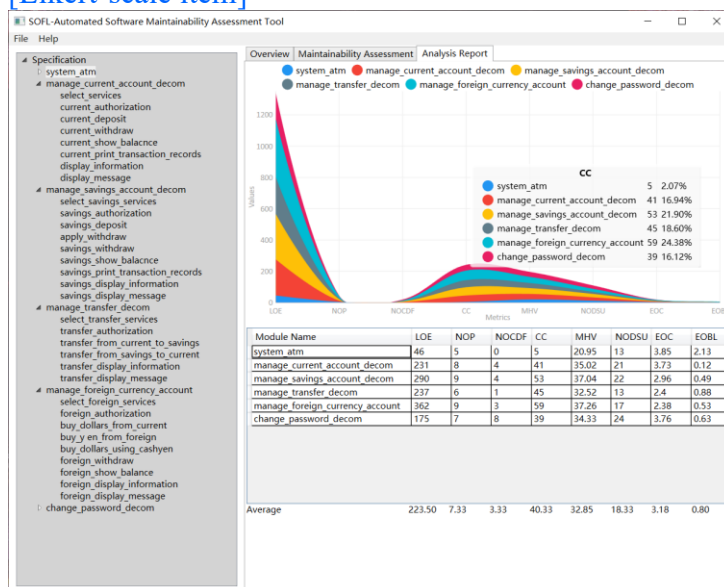 [Likert-scale item]
SOFL-Automated Software Maintainability Assessment Tool
File Help
Specification
system_atm
manage_current_account_decom
select_services
current_authorization
current_deposit
current_withdraw
current_show_balacnce
current_print_transaction_records
display_information
display_message
manage_savings_account_decom
select_savings_services
savings_authorization
savings_deposit
apply_withdraw
savings_withdraw
savings_show_balacnce
savings_print_transaction_records
savings_display_information
savings_display_message
manage_transfer_decom
select_transfer_services
transfer_authorization
transfer_from_current_to_savings
transfer_from_savings_to_current
transfer_display_information
transfer_display_message
manage_foreign_currency_account
select_foreign_services
foreign_authorization
buy_dollars_from_current
buy_y en_from_foreign
buy_dollars_using_cashyen
foreign_withdraw
foreign_show_balance
foreign_display_information
foreign_display_message
change_password_decom
Overview Maintainability Assessment Analysis Report
system_atm manage_current_account_decom manage_savings_account_decom
manage_transfer_decom manage_foreign_currency_account change_password_decom
1200
1000
800
600
400
200
0
Values
CC
system_atm 5 2.07%
manage_current_account_decom 41 16.94%
manage_savings_account_decom 53 21.90%
manage_transfer_decom 45 18.60%
manage_foreign_currency_account 59 24.38%
change_password_decom 39 16.12%
LOE NOP NOCDF CC MHV NODSU EOC EOBL
Metrics
Module Name LOE NOP NOCDF CC MHV NODSU EOC EOBL
system_atm 46 5 0 5 20.95 13 3.85 2.13
manage_current_account_decom 231 8 4 41 35.02 21 3.73 0.12
manage_savings_account_decom 290 9 4 53 37.04 22 2.96 0.49
manage_transfer_decom 237 6 1 45 32.52 13 2.4 0.88
manage_foreign_currency_account 362 9 3 59 37.26 17 2.38 0.53
change_password_decom 175 7 8 39 34.33 24 3.76 0.63
Average 223.50 7.33 3.33 40.33 32.85 18.33 3.18 0.80